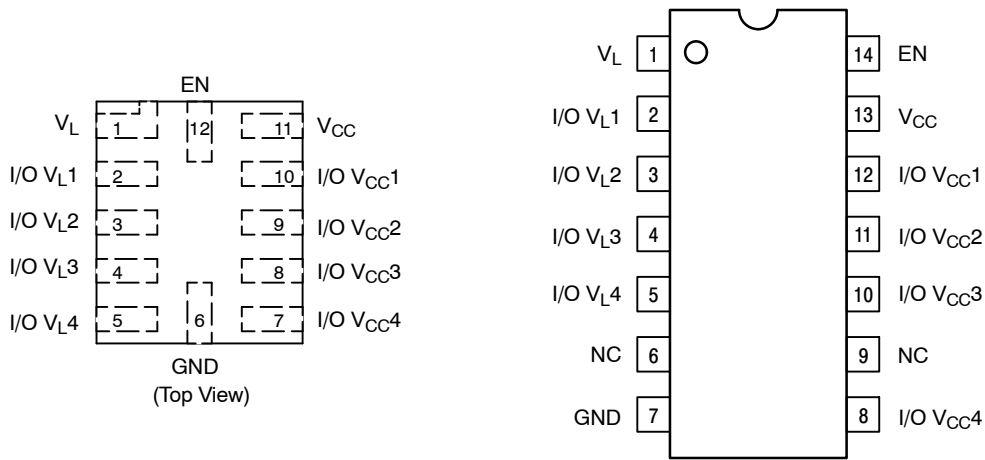 EN
V_L 1 12 11 V_CC
I/O V_L1 2 10 I/O V_CC1
I/O V_L2 3 9 I/O V_CC2
I/O V_L3 4 8 I/O V_CC3
I/O V_L4 5 6 7 I/O V_CC4
GND
(Top View)
V_L 1 14 EN
I/O V_L1 2 13 V_CC
I/O V_L2 3 12 I/O V_CC1
I/O V_L3 4 11 I/O V_CC2
I/O V_L4 5 10 I/O V_CC3
NC 6 9 NC
GND 7 8 I/O V_CC4